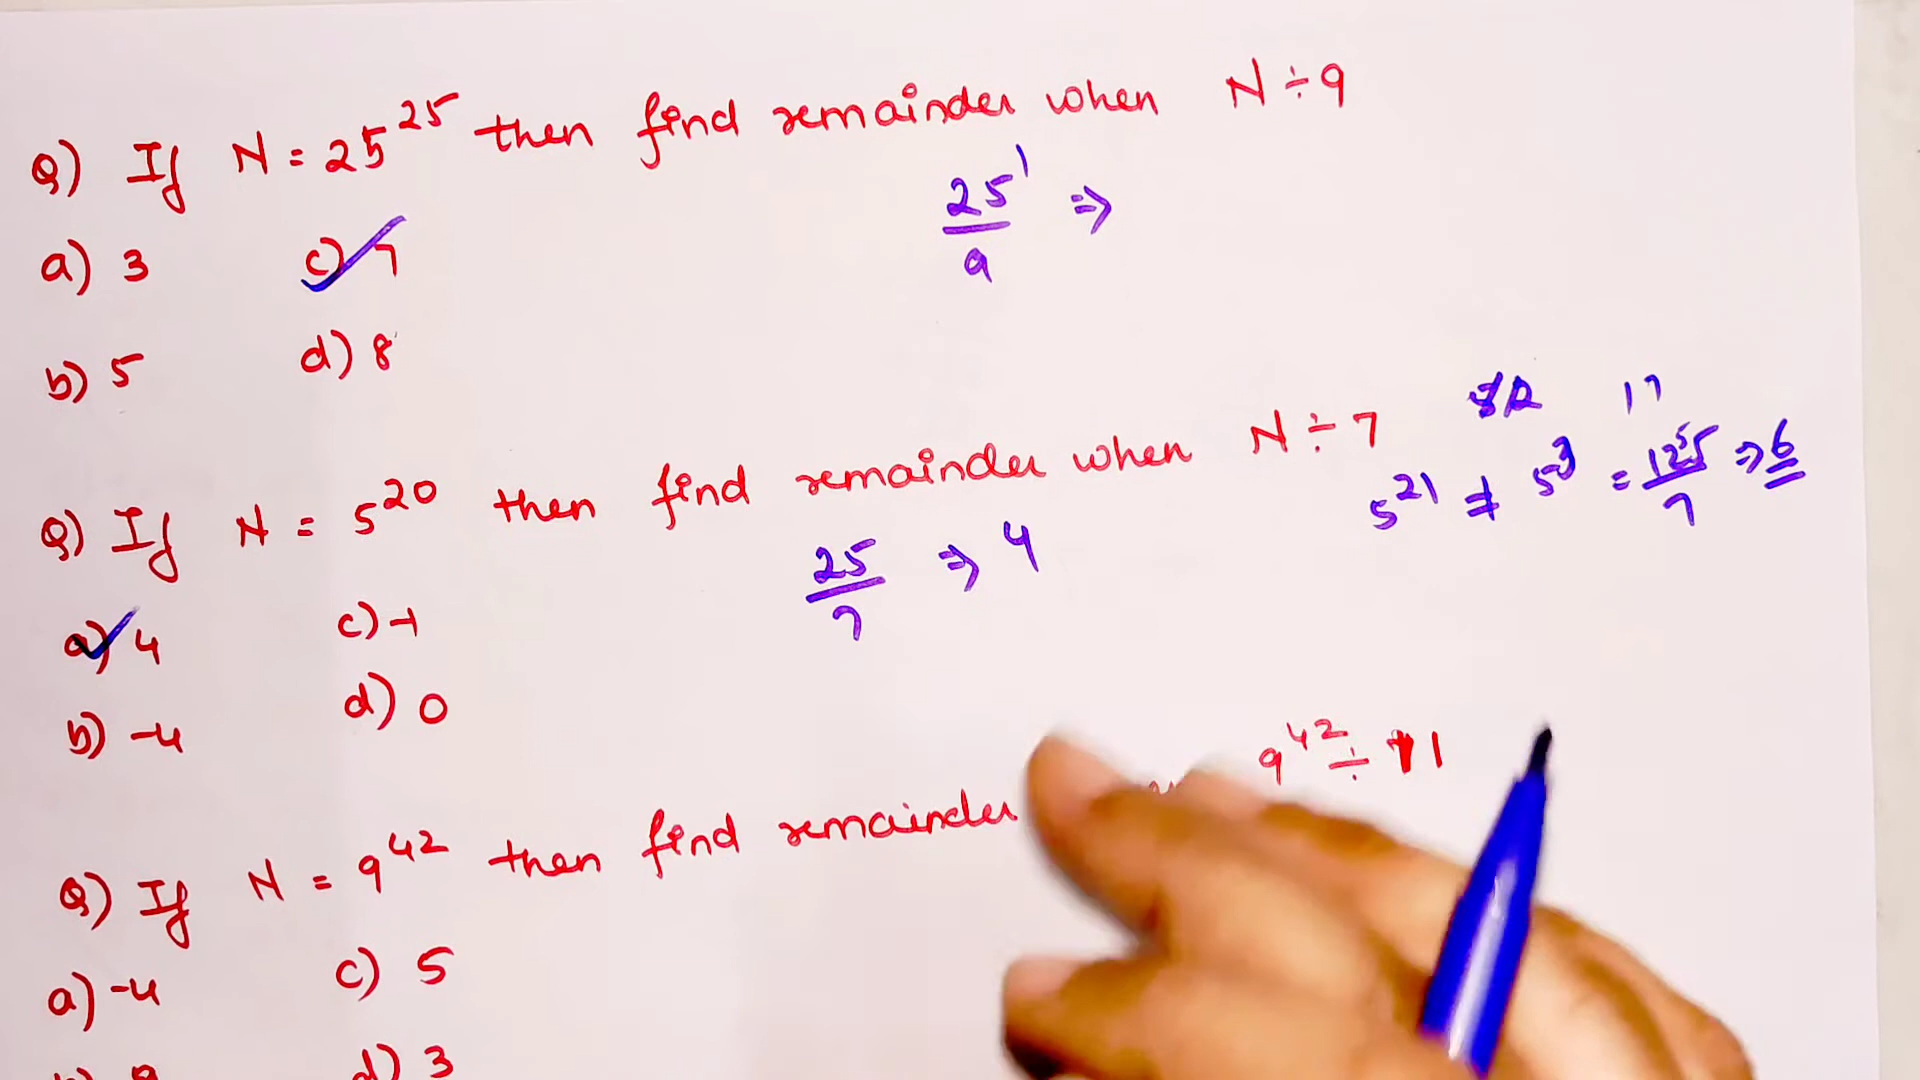 Q) If N = 25^25 then find remainder when N ÷ 9
25^1 / 9 ⇒
a) 3 c) 7
b) 5 d) 8
Q) If N = 5^20 then find remainder when N ÷ 7
5^21 5^3 = 125 / 7 ⇒ 6
25 / 7 ⇒ 4
a) 4 c) -1
b) -4 d) 0
Q) If N = 9^42 then find remainder 9^42 ÷ 11
a) -4 c) 5
d) 3